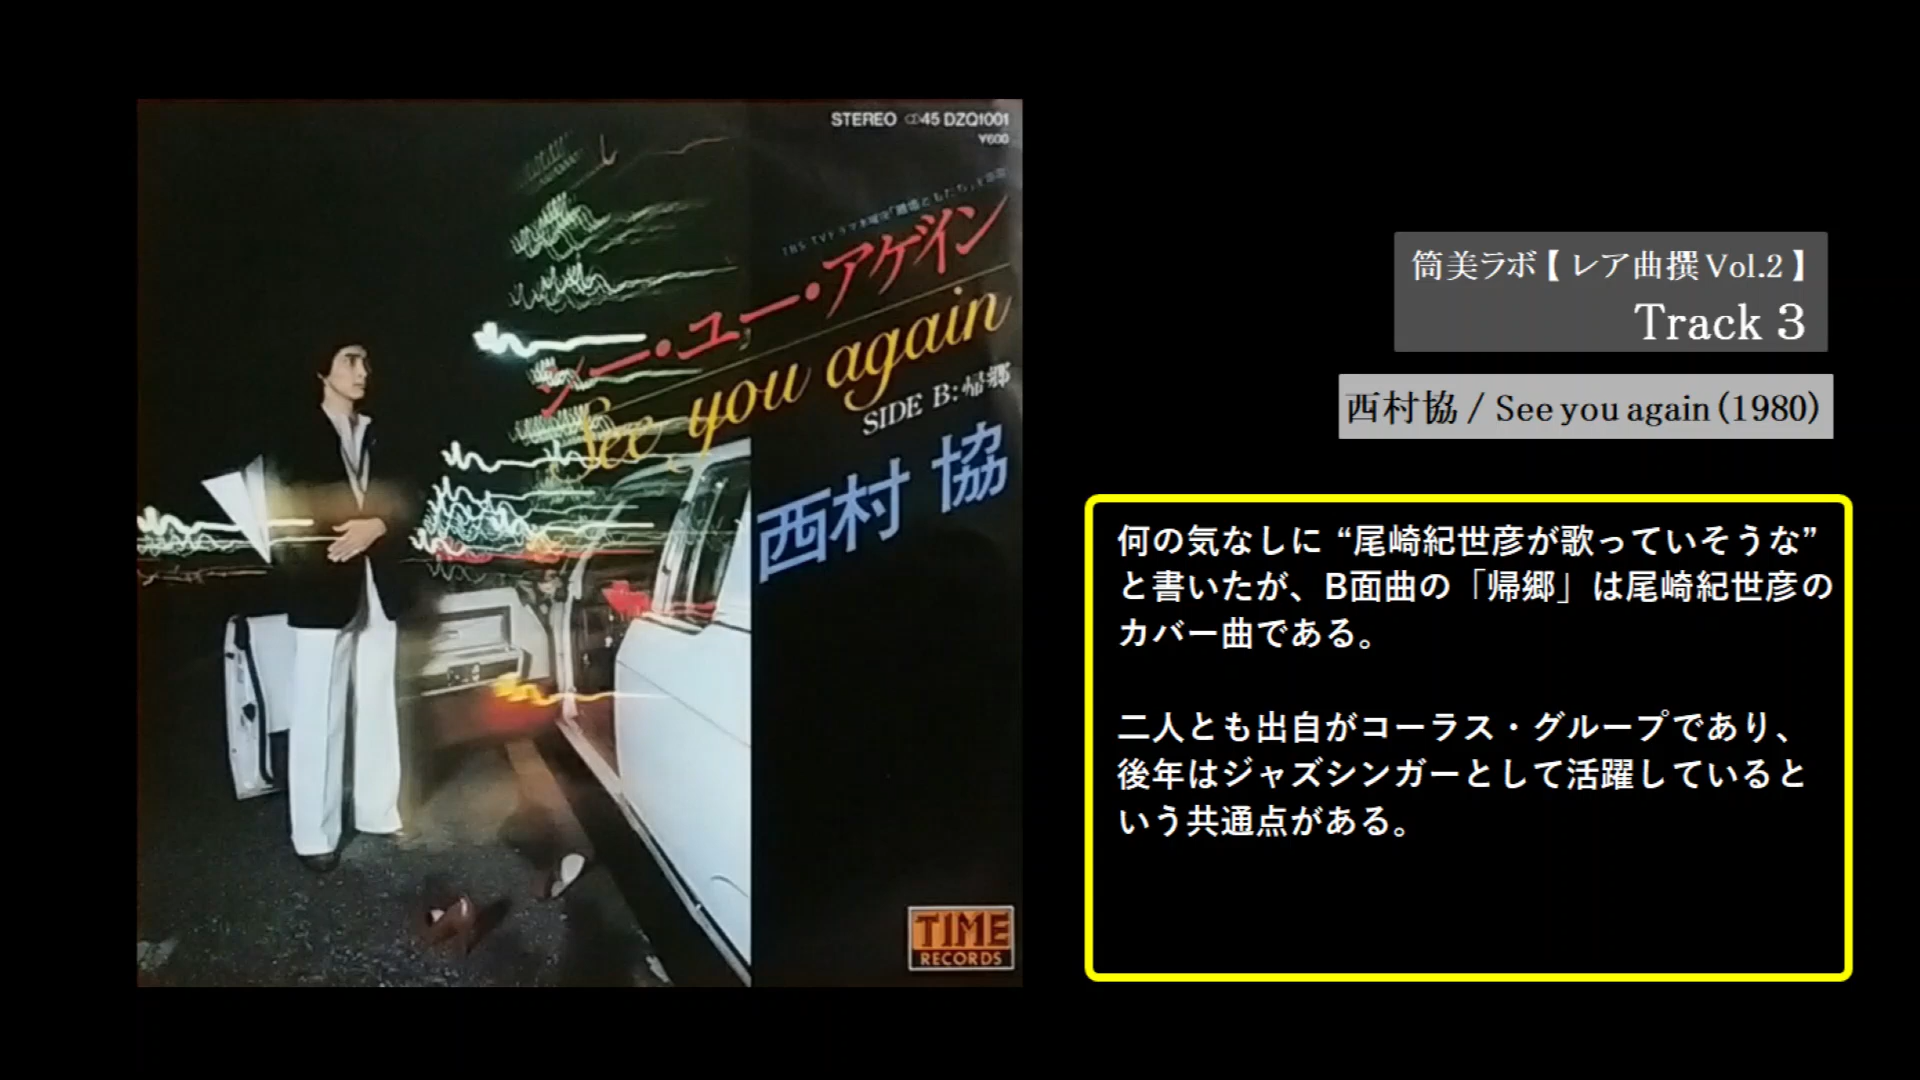 STEREO 45 DZQ1001
¥600
シー・ユー・アゲイン
See you again
SIDE B:帰郷
西村 協
TIME
RECORDS
筒美ラボ【レア曲撰Vol.2】
Track 3
西村協 / See you again (1980)
何の気なしに “尾崎紀世彦が歌っていそうな”
と書いたが、B面曲の「帰郷」は尾崎紀世彦の
カバー曲である。
二人とも出自がコーラス・グループであり、
後年はジャズシンガーとして活躍していると
いう共通点がある。